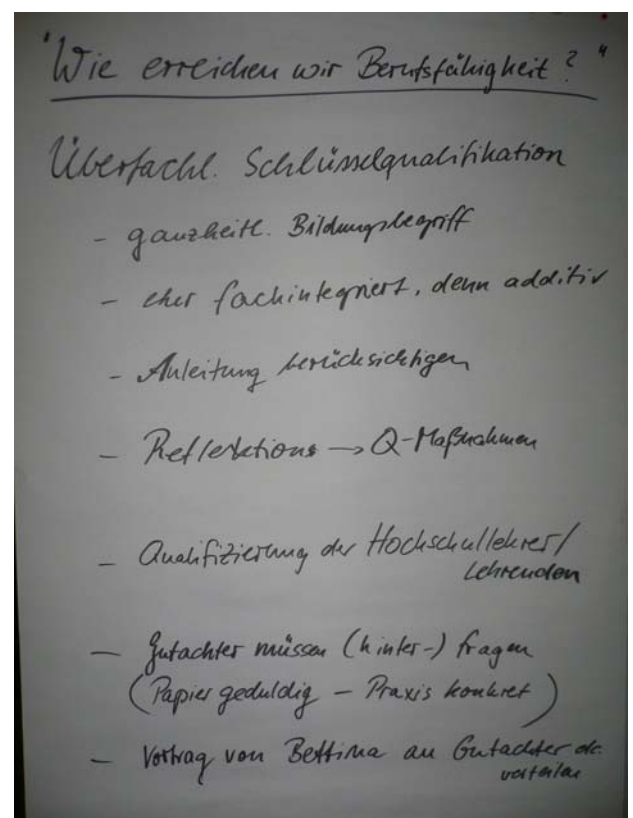 "Wie erreichen wir Berufsfähigkeit?"
Überfachl. Schlüsselqualifikation
- ganzheitl. Bildungsbegriff
- eher fachintegriert, denn additiv
- Anleitung berücksichtigen
- Reflektions → Q-Maßnahmen
- Qualifizierung der Hochschullehrer/
Lehrenden
- Gutachter müssen (hinter-) fragen
(Papier geduldig - Praxis konkret)
- Vortrag von Bettina an Gutachter etc.
verteilen